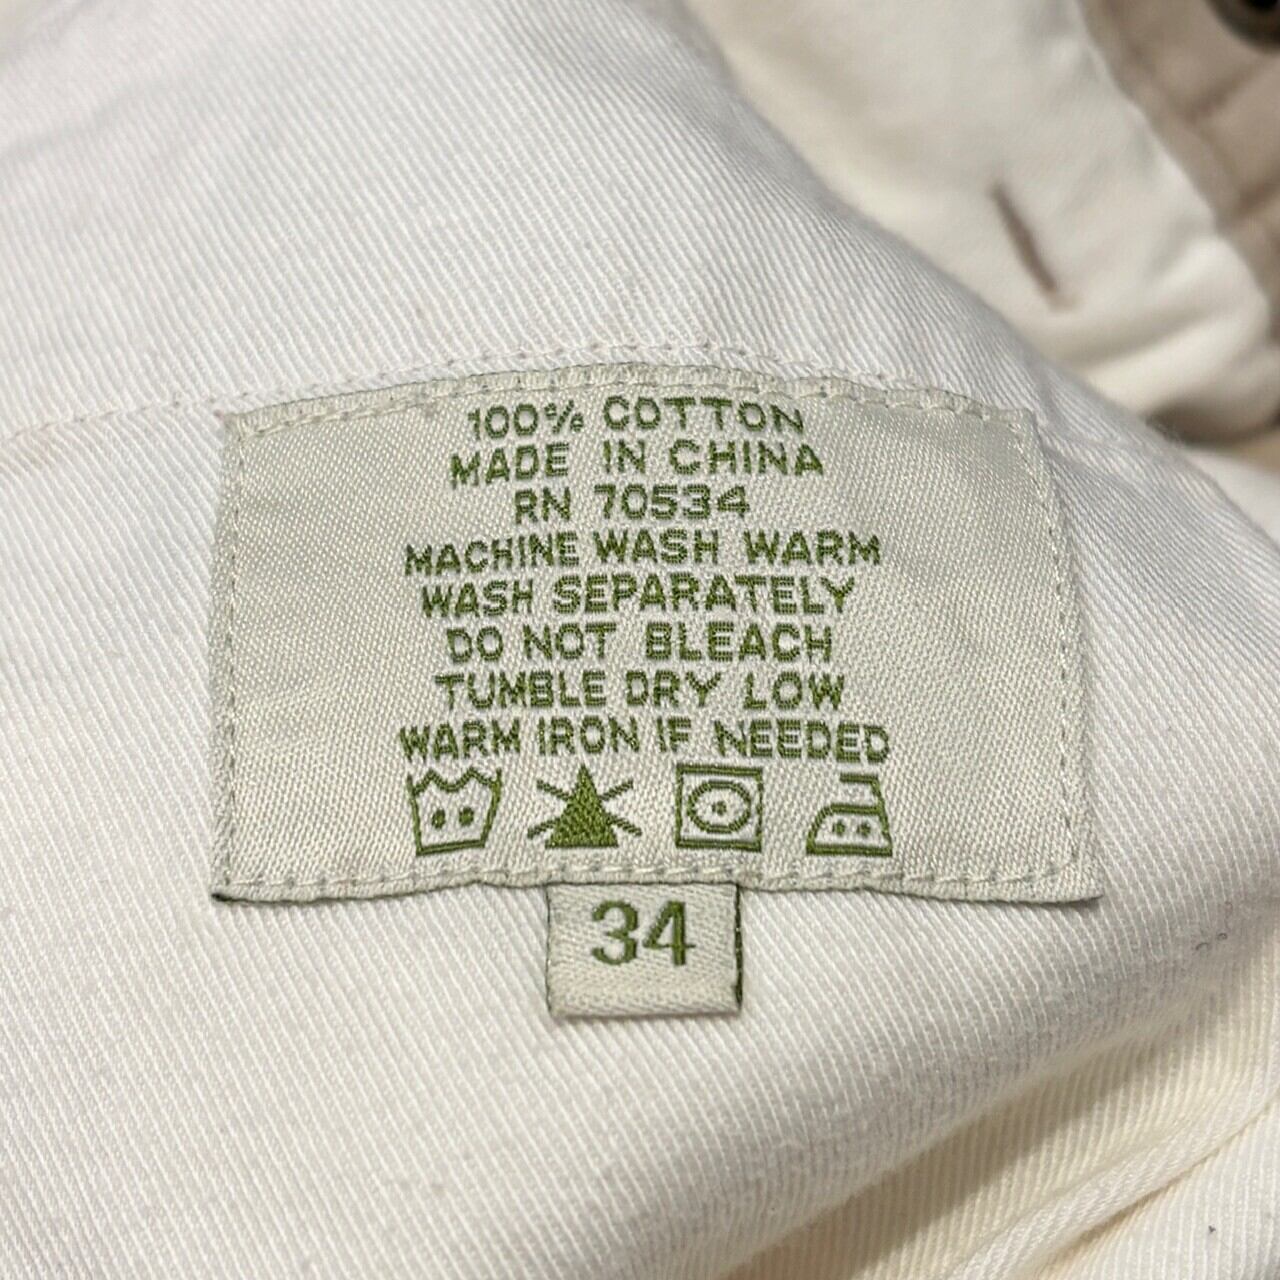 100% COTTON
MADE IN CHINA
RN 70534
MACHINE WASH WARM
WASH SEPARATELY
DO NOT BLEACH
TUMBLE DRY LOW
WARM IRON IF NEEDED
34